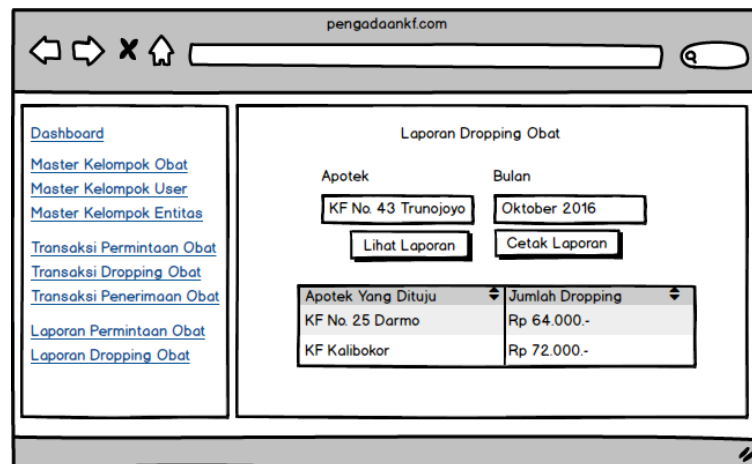 pengadaankf.com
Dashboard
Master Kelompok Obat
Master Kelompok User
Master Kelompok Entitas
Transaksi Permintaan Obat
Transaksi Dropping Obat
Transaksi Penerimaan Obat
Laporan Permintaan Obat
Laporan Dropping Obat
Laporan Dropping Obat
Apotek Bulan
KF No. 43 Trunojoyo Oktober 2016
Lihat Laporan Cetak Laporan
Apotek Yang Dituju Jumlah Dropping
KF No. 25 Darmo Rp 64.000.-
KF Kalibokor Rp 72.000.-